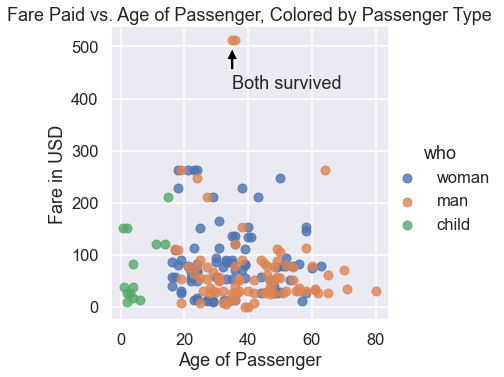 Fare Paid vs. Age of Passenger, Colored by Passenger Type
500
400
300
200
100
0
Fare in USD
Both survived
0
20
40
60
80
Age of Passenger
who
woman
man
child